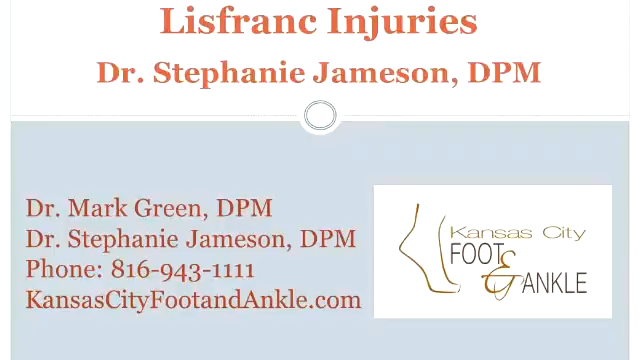 Lisfranc Injuries
Dr. Stephanie Jameson, DPM
Dr. Mark Green, DPM
Dr. Stephanie Jameson, DPM
Phone: 816-943-1111
KansasCityFootandAnkle.com
Kansas City
FOOT
& ANKLE